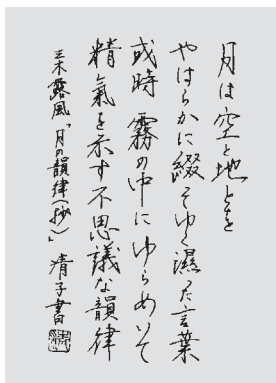 月は空と地とを
やはらかに綴てゆく濕った言葉
或時 霧の中にゆらめいて
精氣を示す不思議な韻律
三木露風「月の韻律(抄)」 清子書